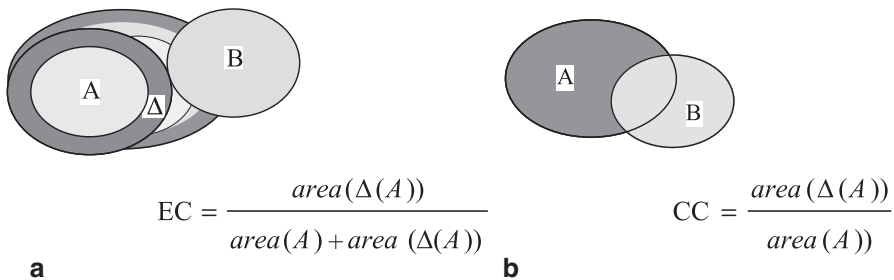 A
Δ
B
A
B
EC = area(Δ(A)) / area(A)+area (Δ(A))
CC = area(Δ(A)) / area(A))
a
b